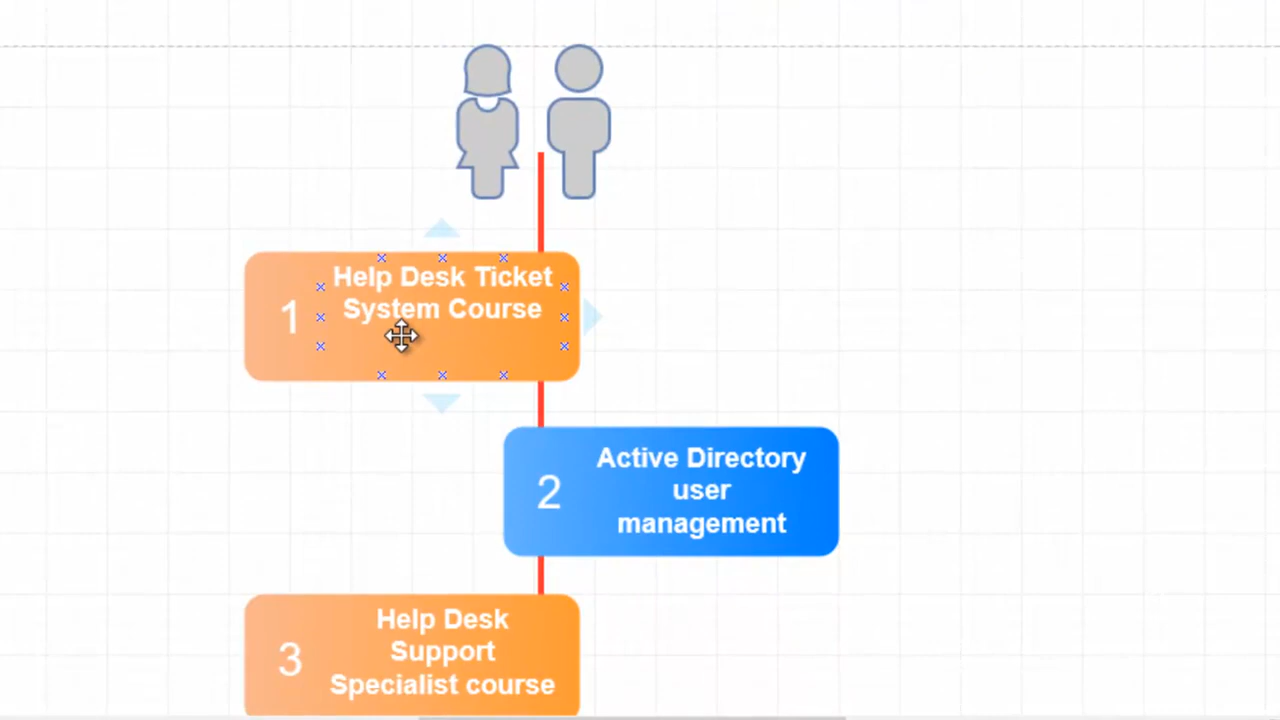 1
Help Desk Ticket
System Course
2
Active Directory
user
management
3
Help Desk
Support
Specialist course